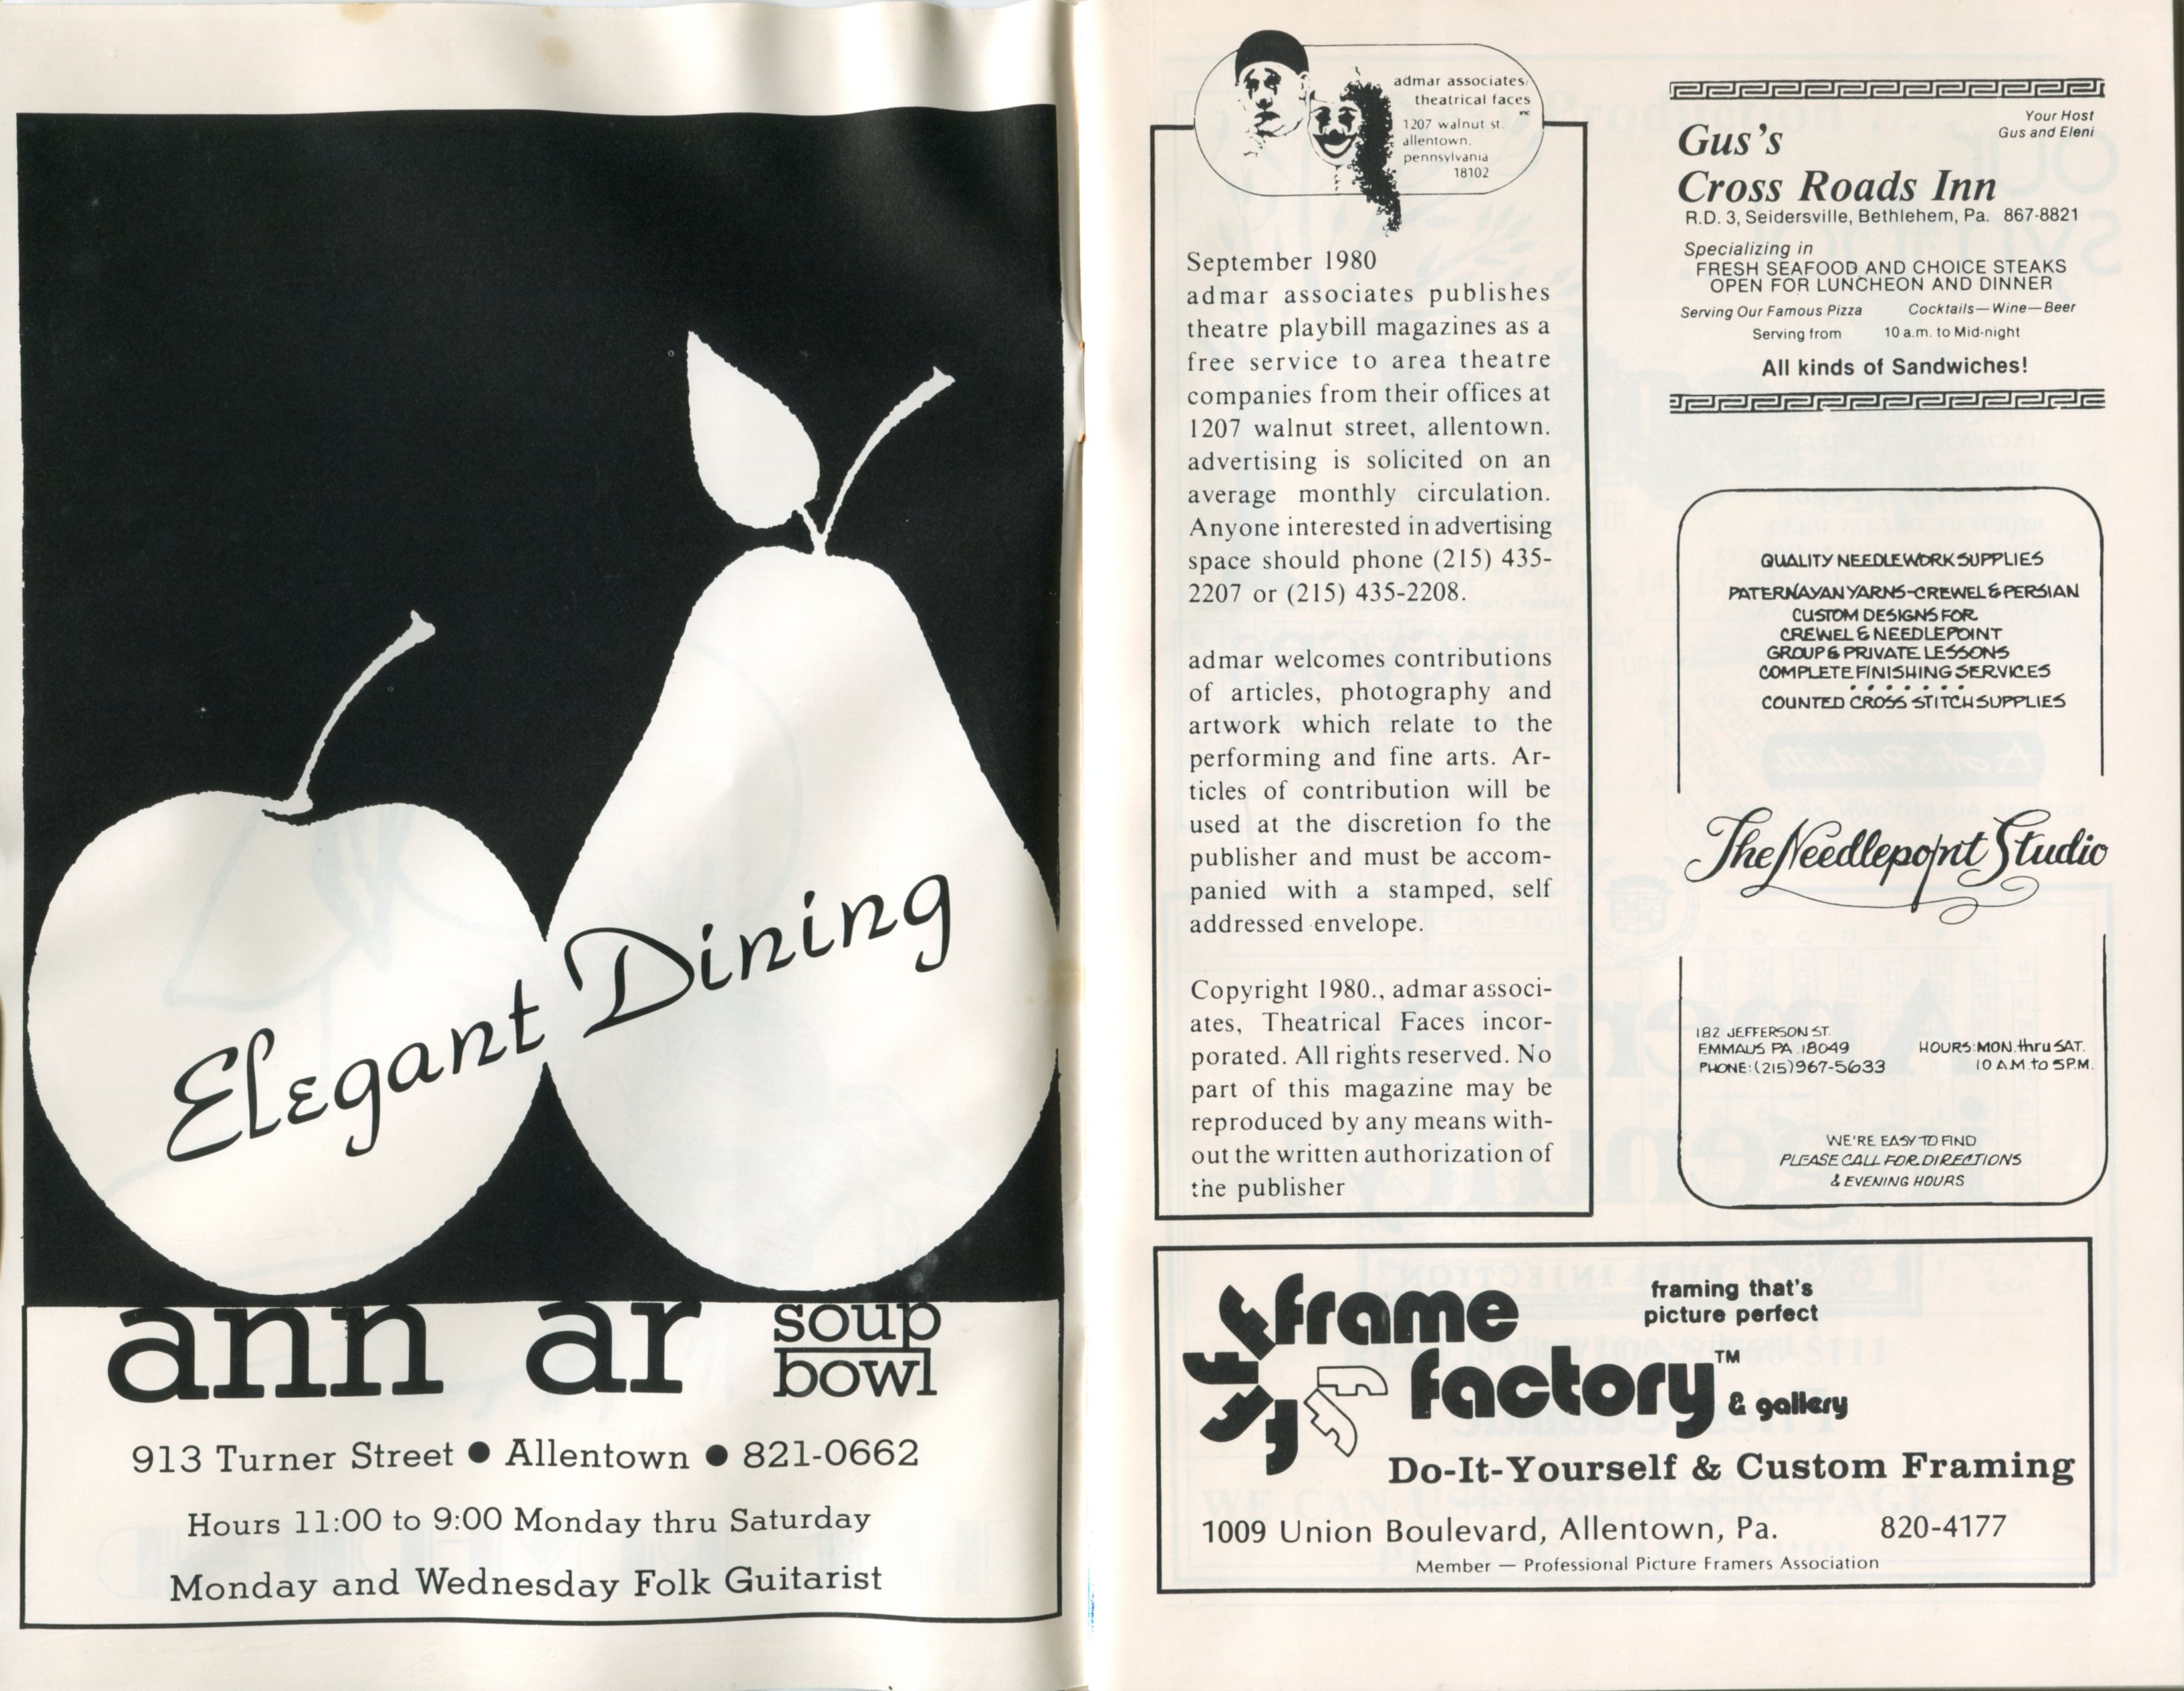 Elegant Dining
ann ar soup bowl
913 Turner Street ● Allentown ● 821-0662
Hours 11:00 to 9:00 Monday thru Saturday
Monday and Wednesday Folk Guitarist
admar associates/
theatrical faces
inc
1207 walnut st.
allentown,
pennsylvania
18102
September 1980
admar associates publishes
theatre playbill magazines as a
free service to area theatre
companies from their offices at
1207 walnut street, allentown.
advertising is solicited on an
average monthly circulation.
Anyone interested in advertising
space should phone (215) 435-
2207 or (215) 435-2208.
admar welcomes contributions
of articles, photography and
artwork which relate to the
performing and fine arts. Ar-
ticles of contribution will be
used at the discretion fo the
publisher and must be accom-
panied with a stamped, self
addressed envelope.
Copyright 1980., admar associ-
ates, Theatrical Faces incor-
porated. All rights reserved. No
part of this magazine may be
reproduced by any means with-
out the written authorization of
the publisher
Your Host
Gus and Eleni
Gus's
Cross Roads Inn
R.D. 3, Seidersville, Bethlehem, Pa. 867-8821
Specializing in
FRESH SEAFOOD AND CHOICE STEAKS
OPEN FOR LUNCHEON AND DINNER
Serving Our Famous Pizza Cocktails—Wine—Beer
Serving from 10 a.m. to Mid-night
All kinds of Sandwiches!
QUALITY NEEDLEWORK SUPPLIES
PATERNAYAN YARNS-CREWEL & PERSIAN
CUSTOM DESIGNS FOR
CREWEL & NEEDLEPOINT
GROUP & PRIVATE LESSONS
COMPLETE FINISHING SERVICES
COUNTED CROSS STITCH SUPPLIES
The Needlepoint Studio
182 JEFFERSON ST.
EMMAUS PA. 18049
PHONE: (215) 967-5633
HOURS: MON. thru SAT.
10 A.M. to 5 P.M.
WE'RE EASY TO FIND
PLEASE CALL FOR DIRECTIONS
& EVENING HOURS
frame
factory™ & gallery
framing that's
picture perfect
Do-It-Yourself & Custom Framing
1009 Union Boulevard, Allentown, Pa. 820-4177
Member — Professional Picture Framers Association